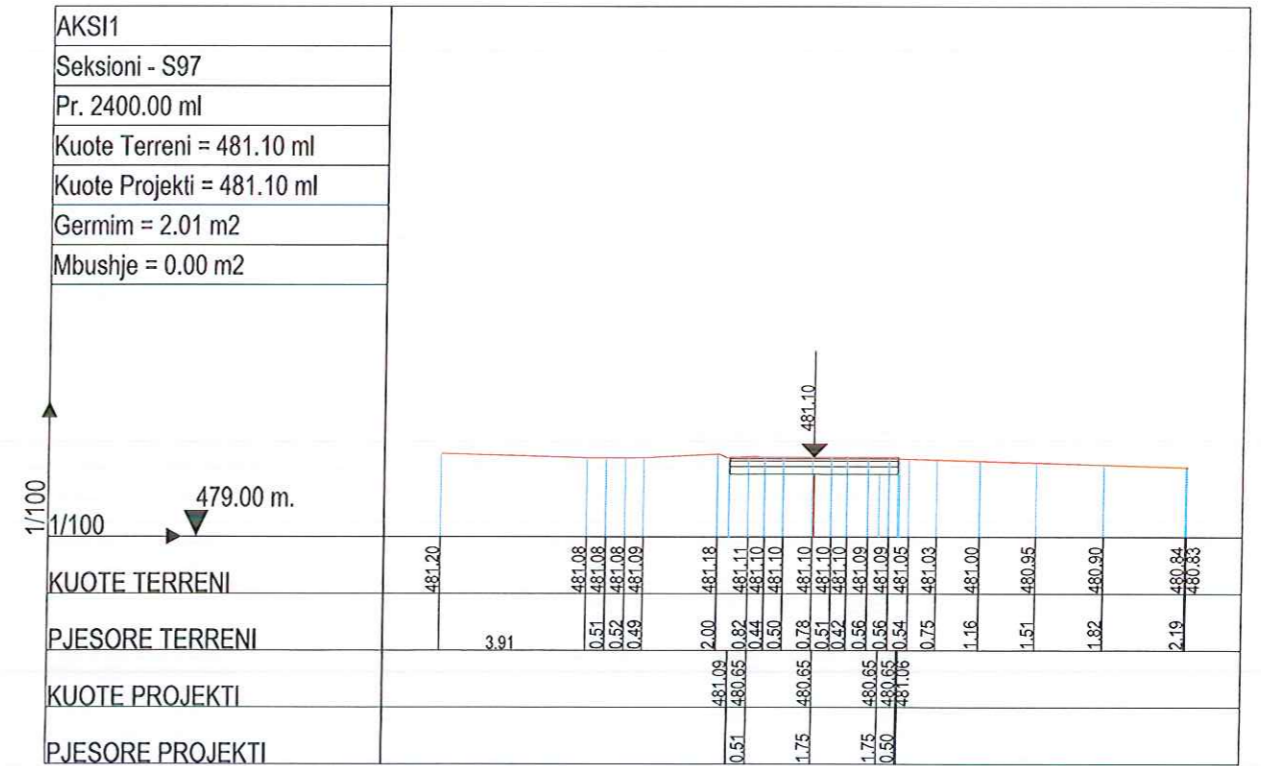 AKSI1
Seksioni - S97
Pr. 2400.00 ml
Kuote Terreni = 481.10 ml
Kuote Projekti = 481.10 ml
Germim = 2.01 m2
Mbushje = 0.00 m2
481.10
1/100
479.00 m.
1/100
KUOTE TERRENI 481.20 481.08 481.08 481.08 481.09 481.18 481.11 481.10 481.10 481.10 481.10 481.10 481.09 481.09 481.05 481.03 481.00 480.95 480.90 480.84 480.83
PJESORE TERRENI 3.91 0.51 0.52 0.49 2.00 0.82 0.44 0.50 0.78 0.51 0.42 0.56 0.56 0.54 0.75 1.16 1.51 1.82 2.19
KUOTE PROJEKTI 481.09 480.65 480.65 480.65 480.65 481.06
PJESORE PROJEKTI 0.51 1.75 1.75 0.50